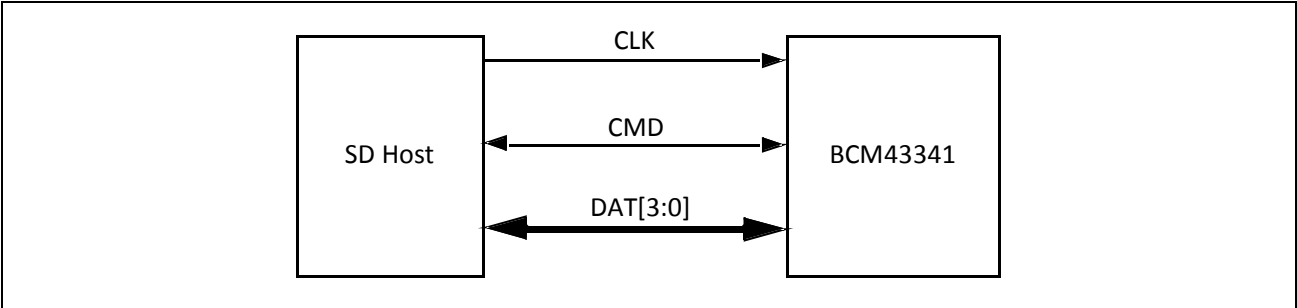 CLK
CMD
SD Host
BCM43341
DAT[3:0]